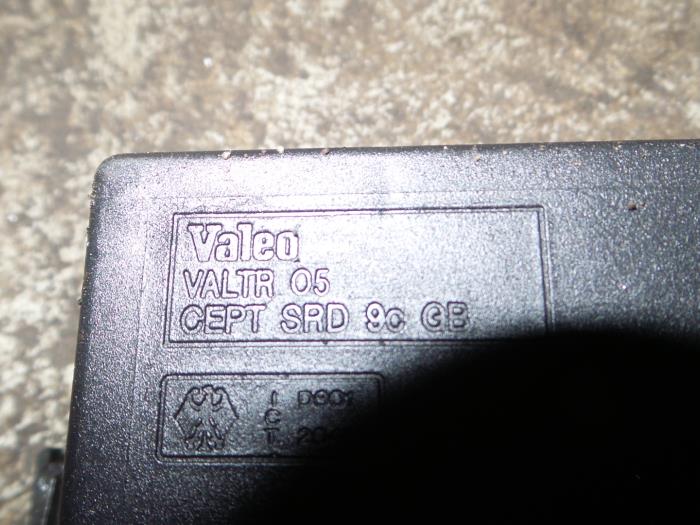 Valeo
VALTR 05
CEPT SRD 9c GB
I
C
T